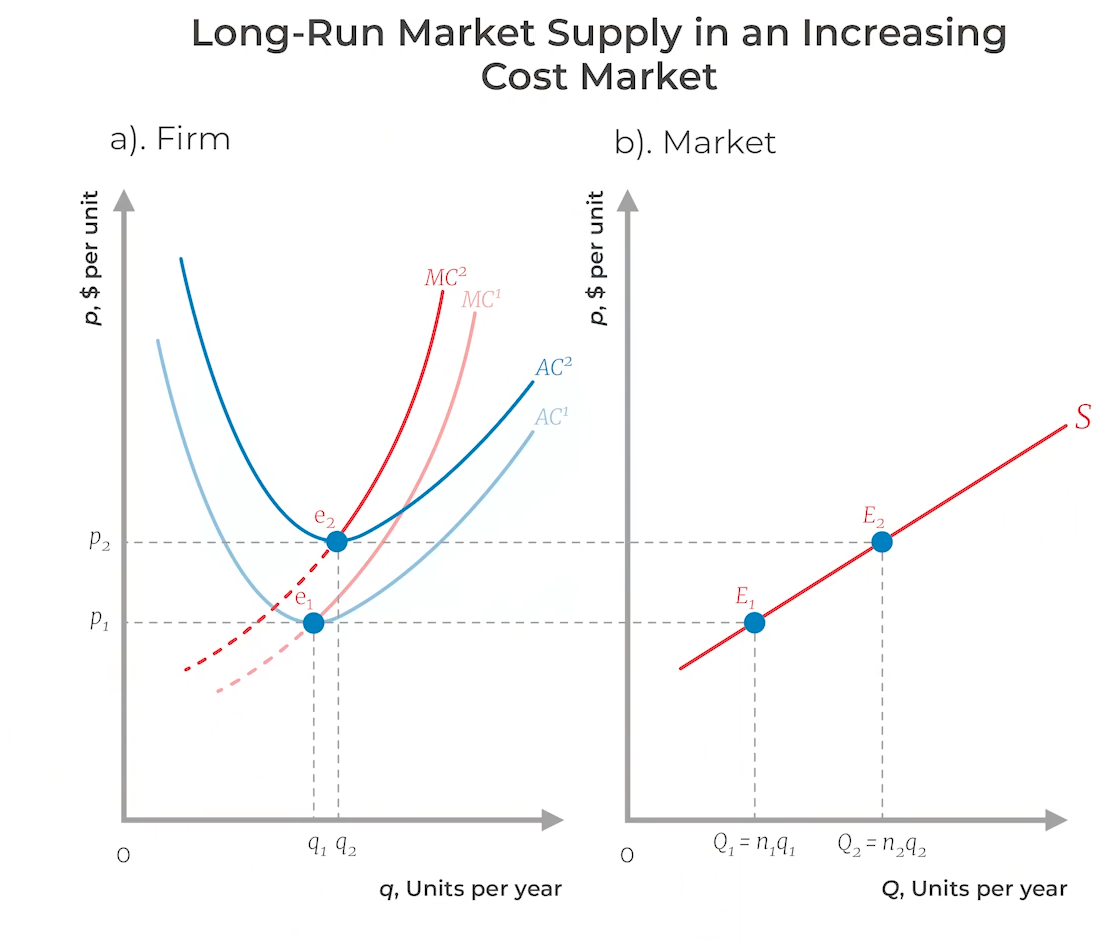 Long-Run Market Supply in an Increasing
Cost Market
a). Firm
b). Market
p, $ per unit
MC²
MC¹
AC²
AC¹
e₂
e₁
p₂
p₁
0
q₁ q₂
q, Units per year
p, $ per unit
S
E₂
E₁
0
Q₁ = n₁q₁
Q₂ = n₂q₂
Q, Units per year